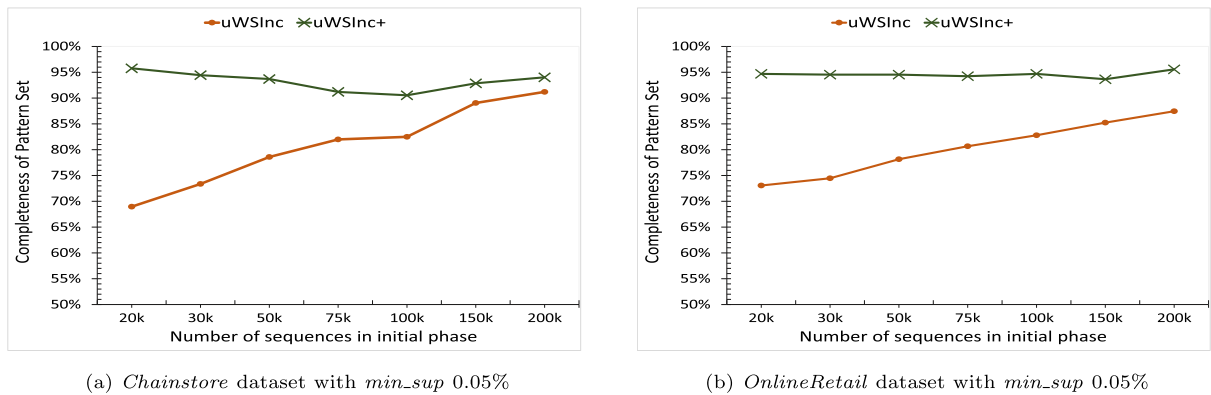 uWSInc uWSInc+
Completeness of Pattern Set
100%
95%
90%
85%
80%
75%
70%
65%
60%
55%
50%
20k 30k 50k 75k 100k 150k 200k
Number of sequences in initial phase
(a) Chainstore dataset with min_sup 0.05%
uWSInc uWSInc+
Completeness of Pattern Set
100%
95%
90%
85%
80%
75%
70%
65%
60%
55%
50%
20k 30k 50k 75k 100k 150k 200k
Number of sequences in initial phase
(b) OnlineRetail dataset with min_sup 0.05%